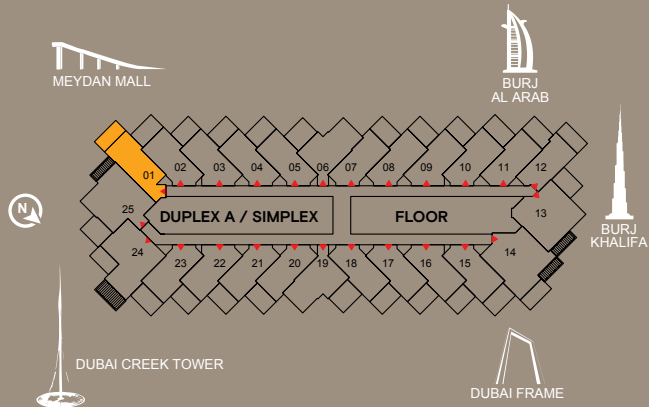 MEYDAN MALL
BURJ
AL ARAB
01
02
03
04
05
06
07
08
09
10
11
12
N
25
DUPLEX A / SIMPLEX
FLOOR
13
BURJ
KHALIFA
24
23
22
21
20
19
18
17
16
15
14
DUBAI CREEK TOWER
DUBAI FRAME